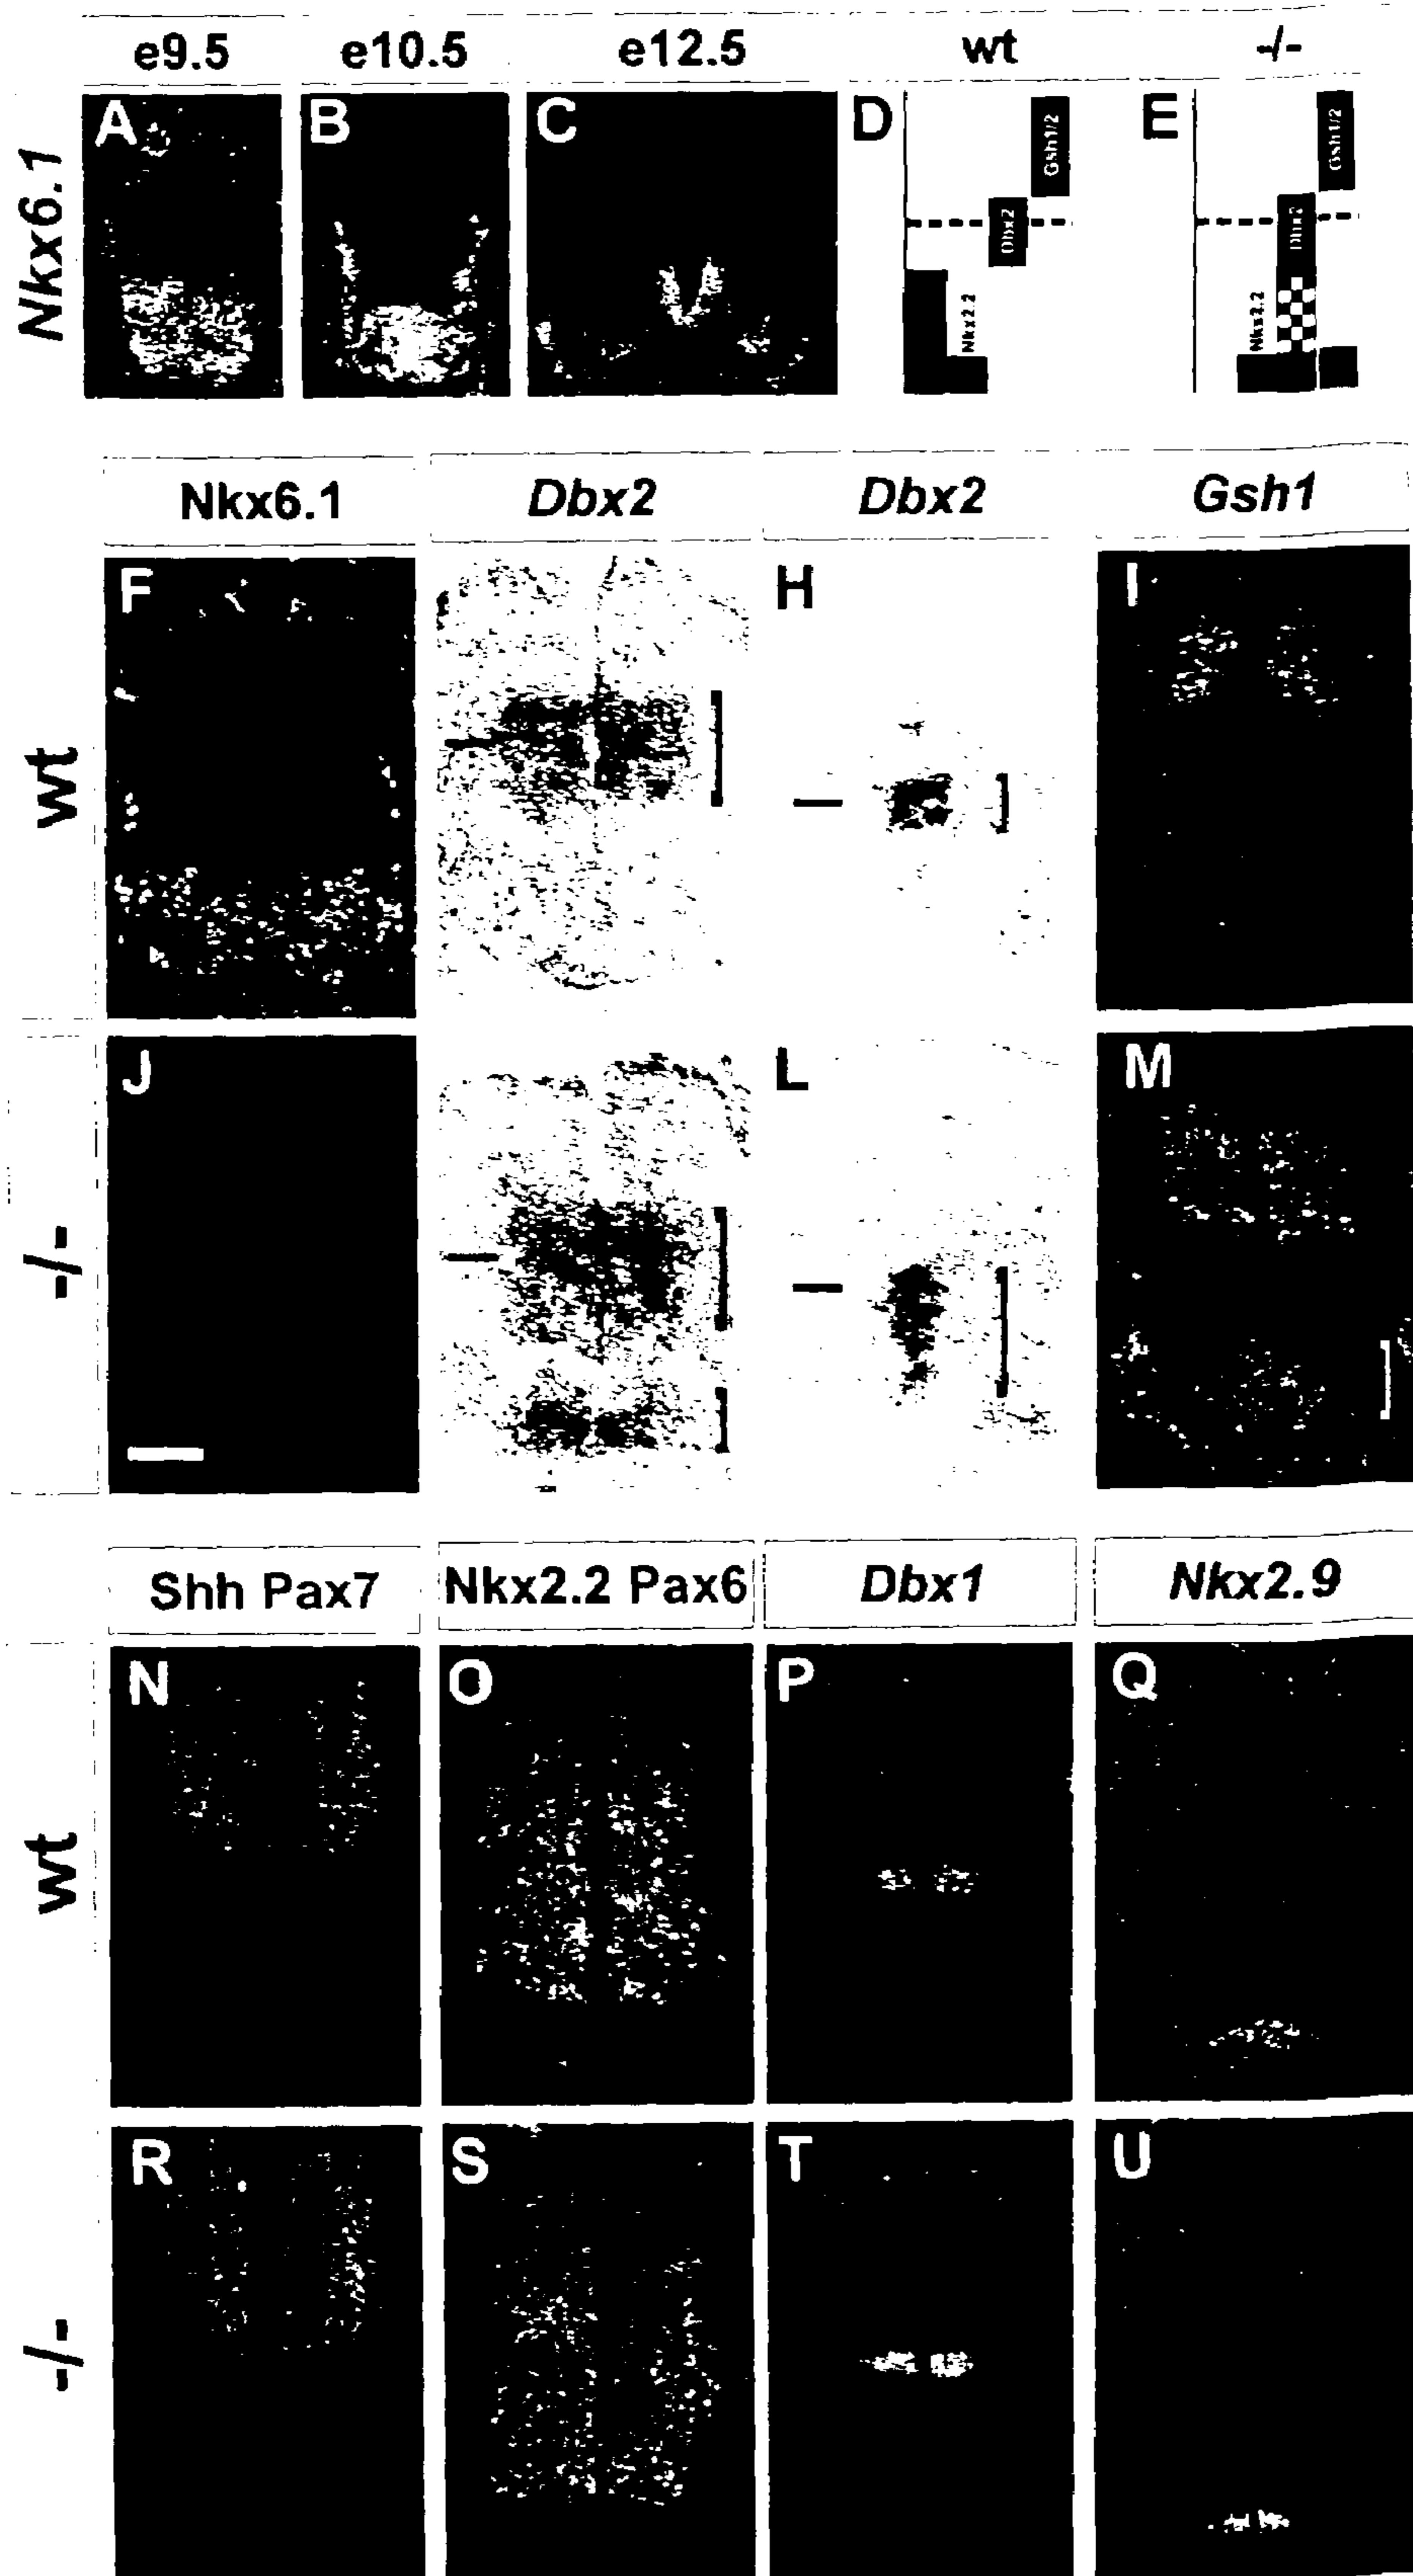 e9.5 e10.5 e12.5 wt -/-
Nkx6.1
A B C D E
Gsh1/2 Gsh1/2
Dbx2 Dbx2
Nkx2.2 Nkx2.2
Nkx6.1 Dbx2 Dbx2 Gsh1
wt
F H I
-/-
J L M
Shh Pax7 Nkx2.2 Pax6 Dbx1 Nkx2.9
wt
N O P Q
-/-
R S T U